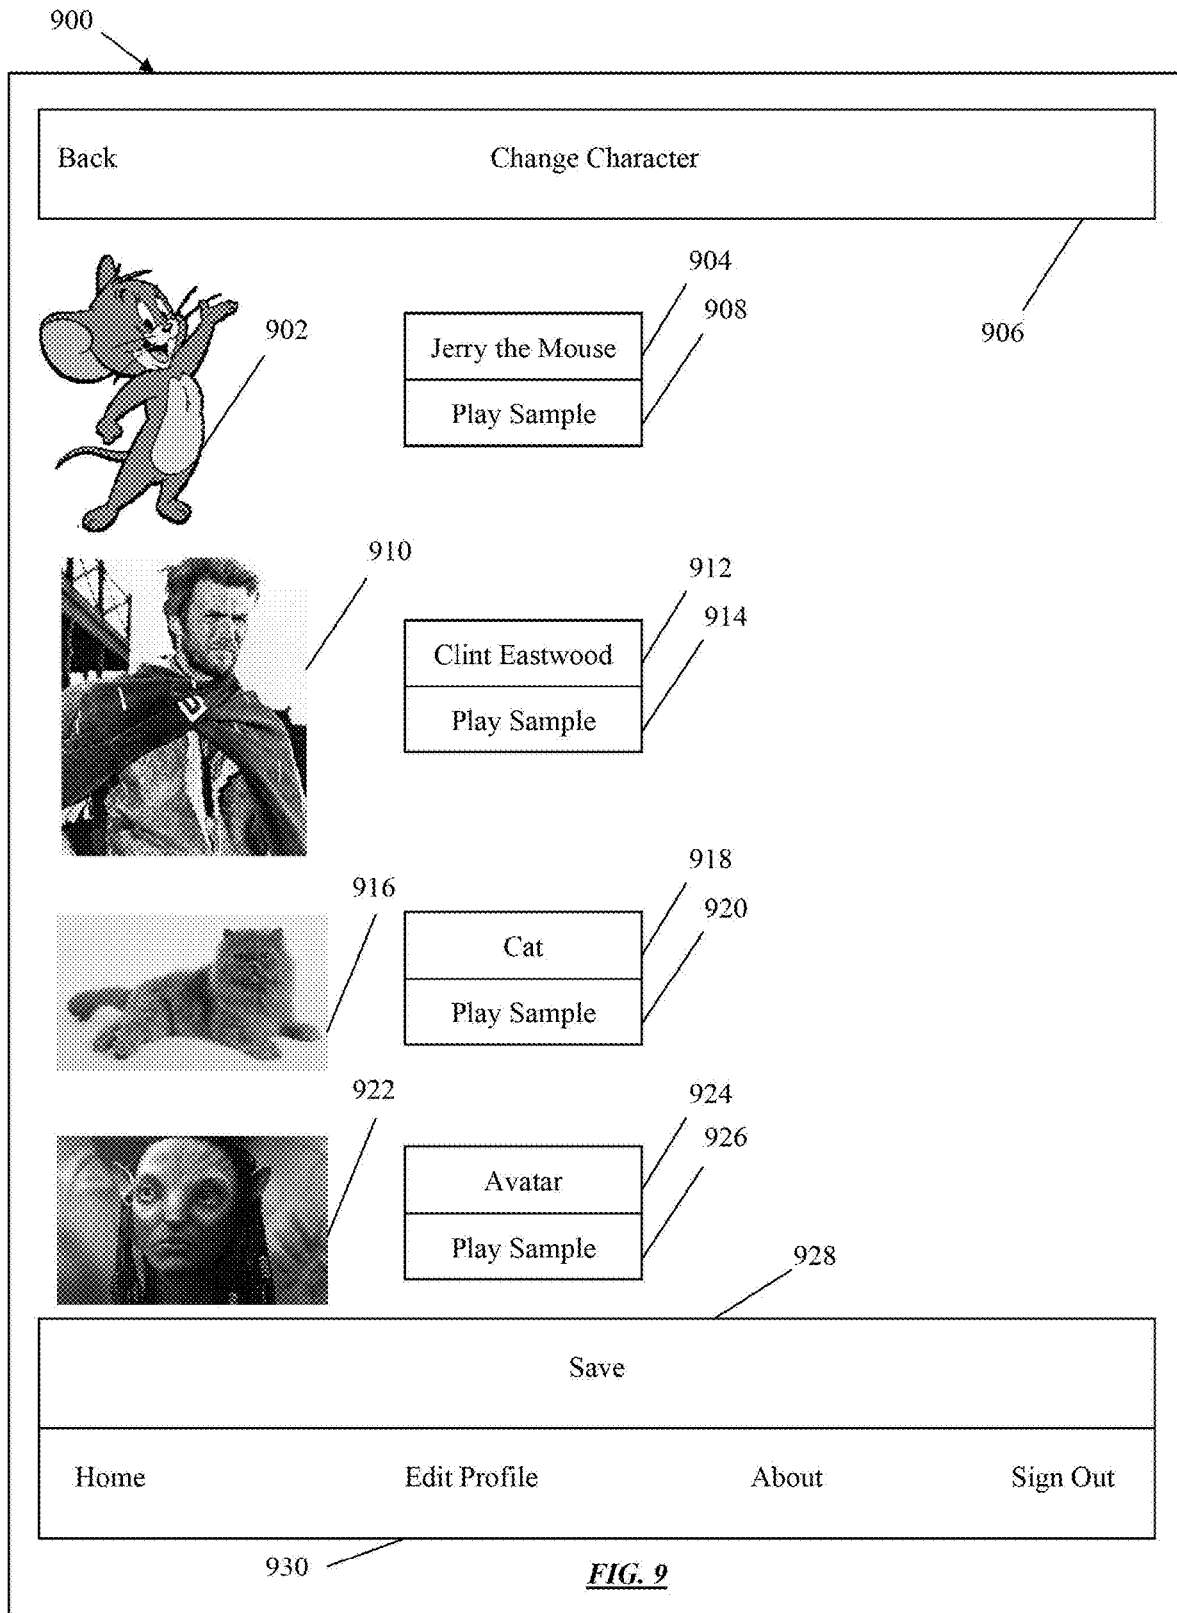 900
Back Change Character
906
902
904
908
Jerry the Mouse
Play Sample
910
912
914
Clint Eastwood
Play Sample
916
918
920
Cat
Play Sample
922
924
926
Avatar
Play Sample
928
Save
Home Edit Profile About Sign Out
930
FIG. 9